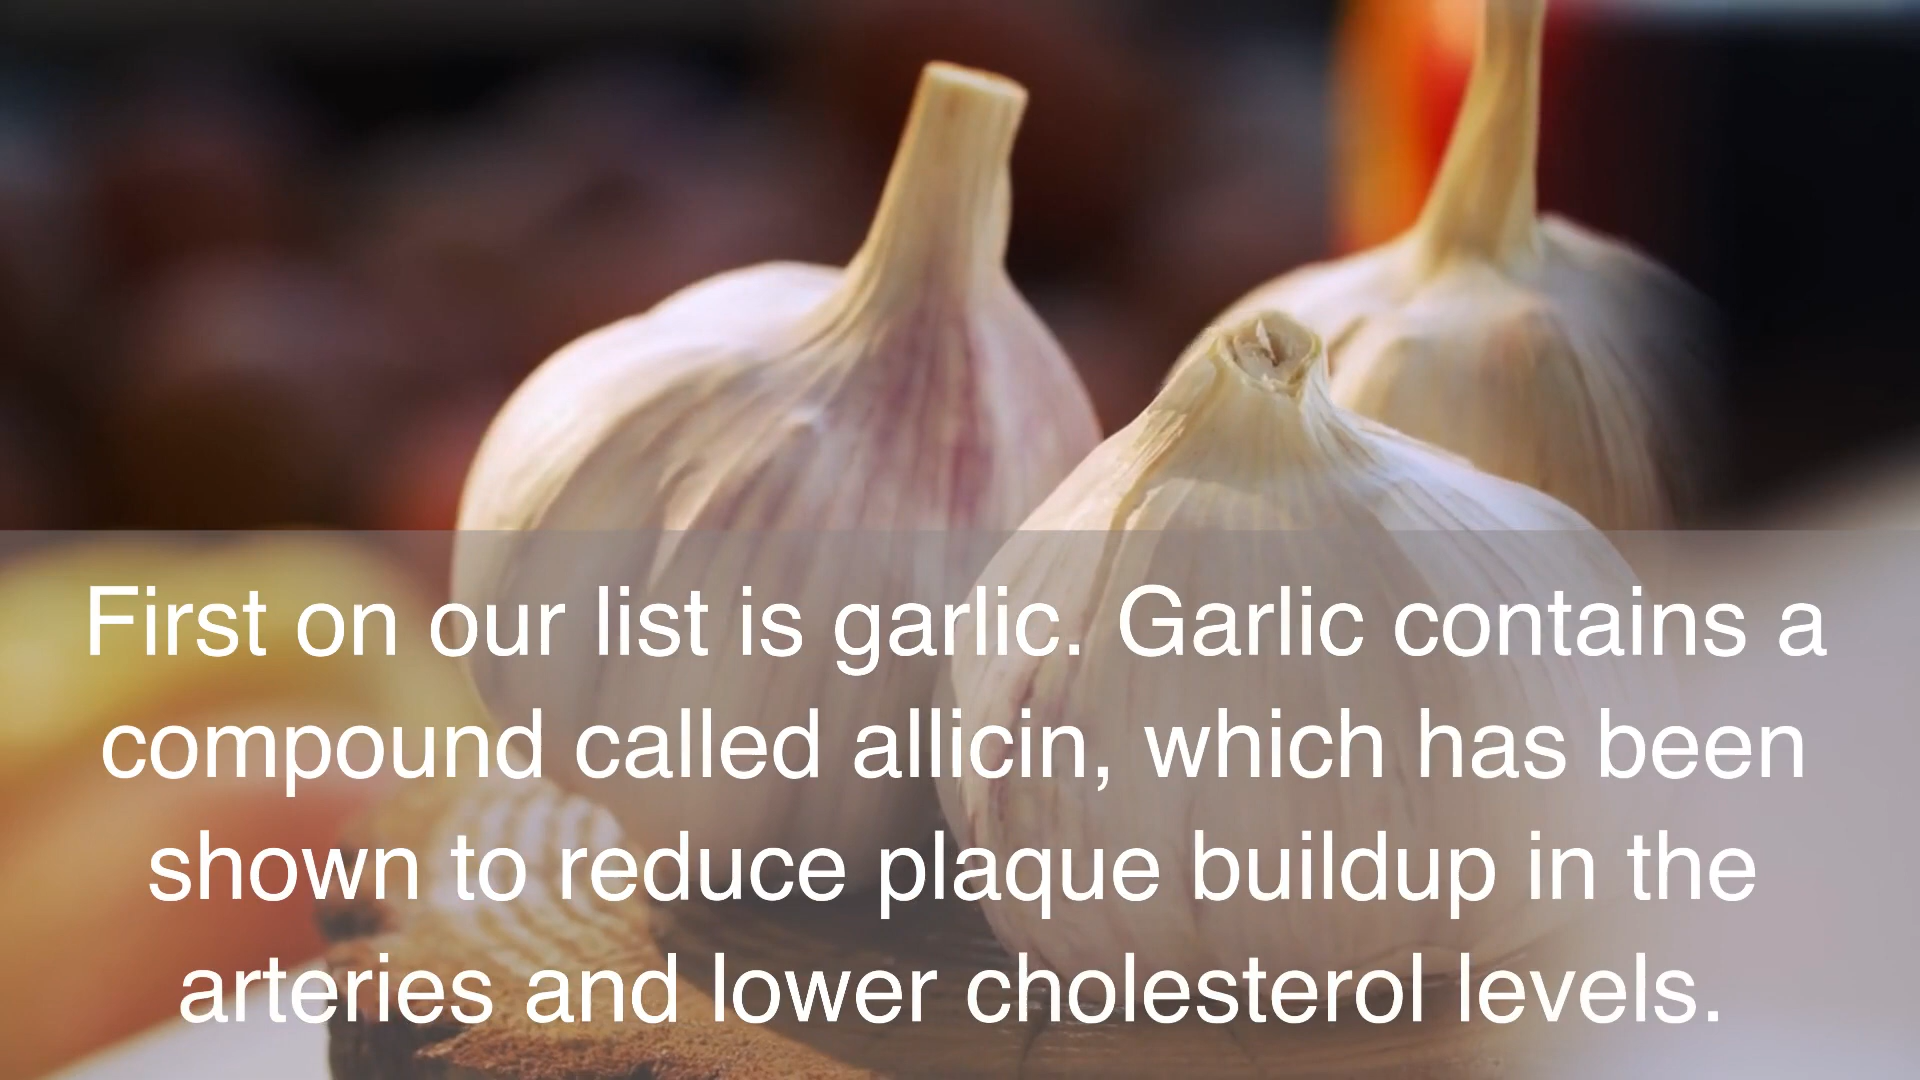 First on our list is garlic. Garlic contains a
compound called allicin, which has been
shown to reduce plaque buildup in the
arteries and lower cholesterol levels.